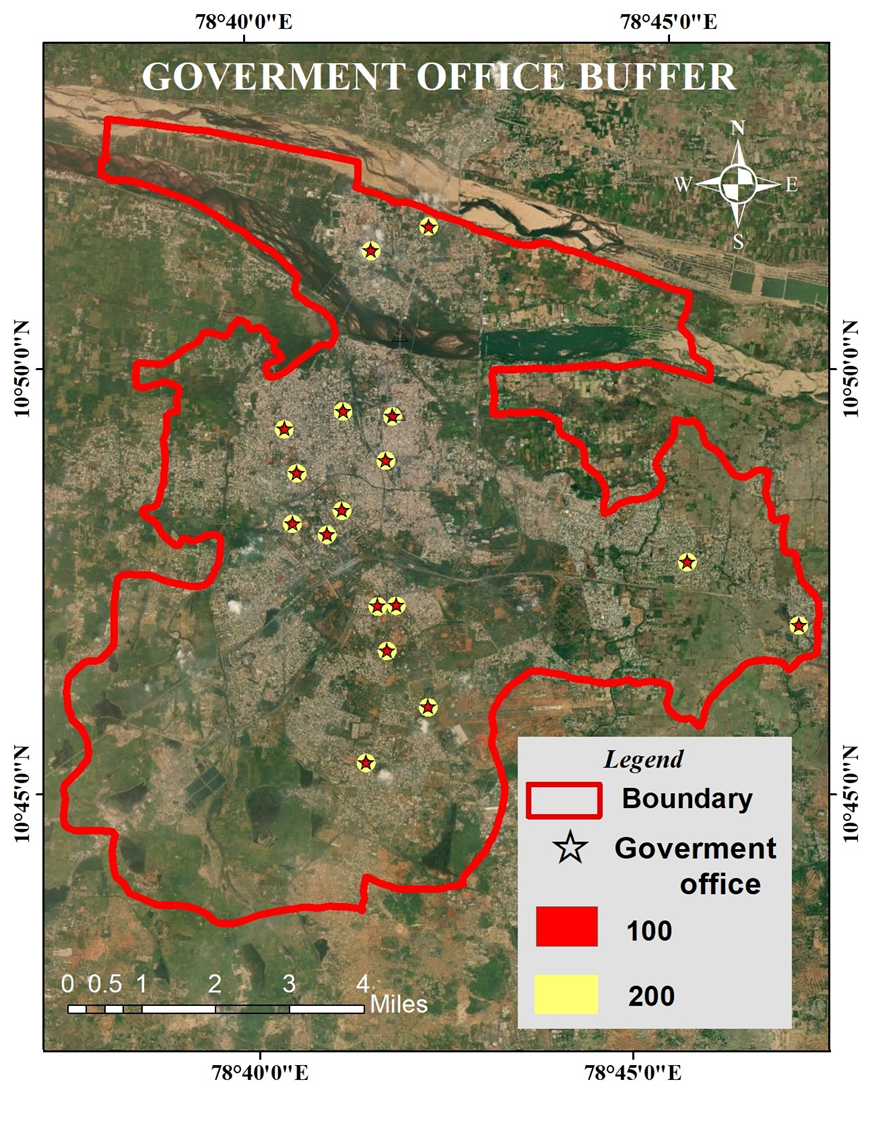 78°40'0"E 78°45'0"E
GOVERMENT OFFICE BUFFER
N
W E
S
10°50'0"N 10°50'0"N
10°45'0"N 10°45'0"N
Legend
Boundary
Goverment
office
100
200
0 0.5 1 2 3 4
Miles
78°40'0"E 78°45'0"E